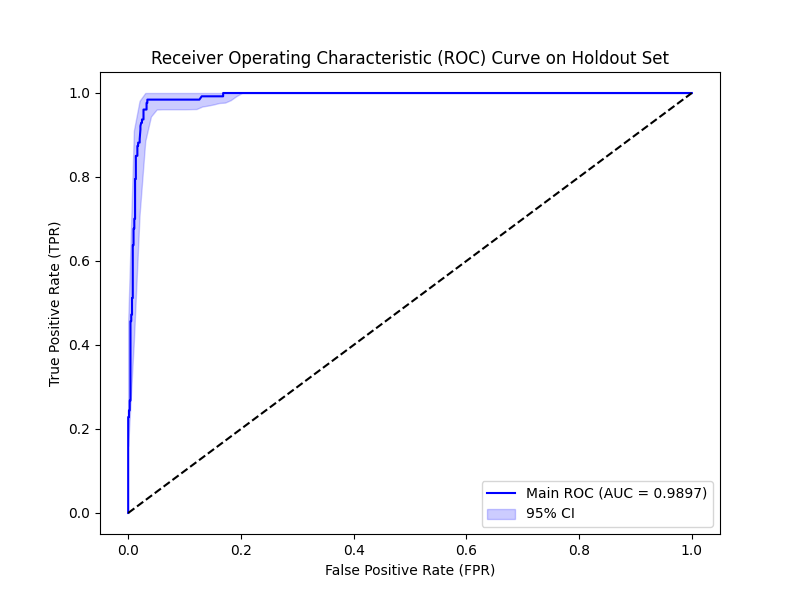 Receiver Operating Characteristic (ROC) Curve on Holdout Set
True Positive Rate (TPR)
1.0
0.8
0.6
0.4
0.2
0.0
Main ROC (AUC = 0.9897)
95% CI
0.0 0.2 0.4 0.6 0.8 1.0
False Positive Rate (FPR)